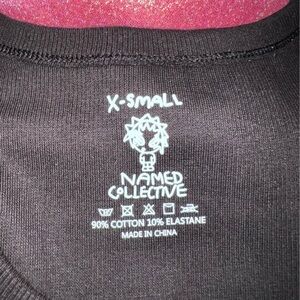 X-SMALL
NAMED
COLLECTIVE
90% COTTON 10% ELASTANE
MADE IN CHINA